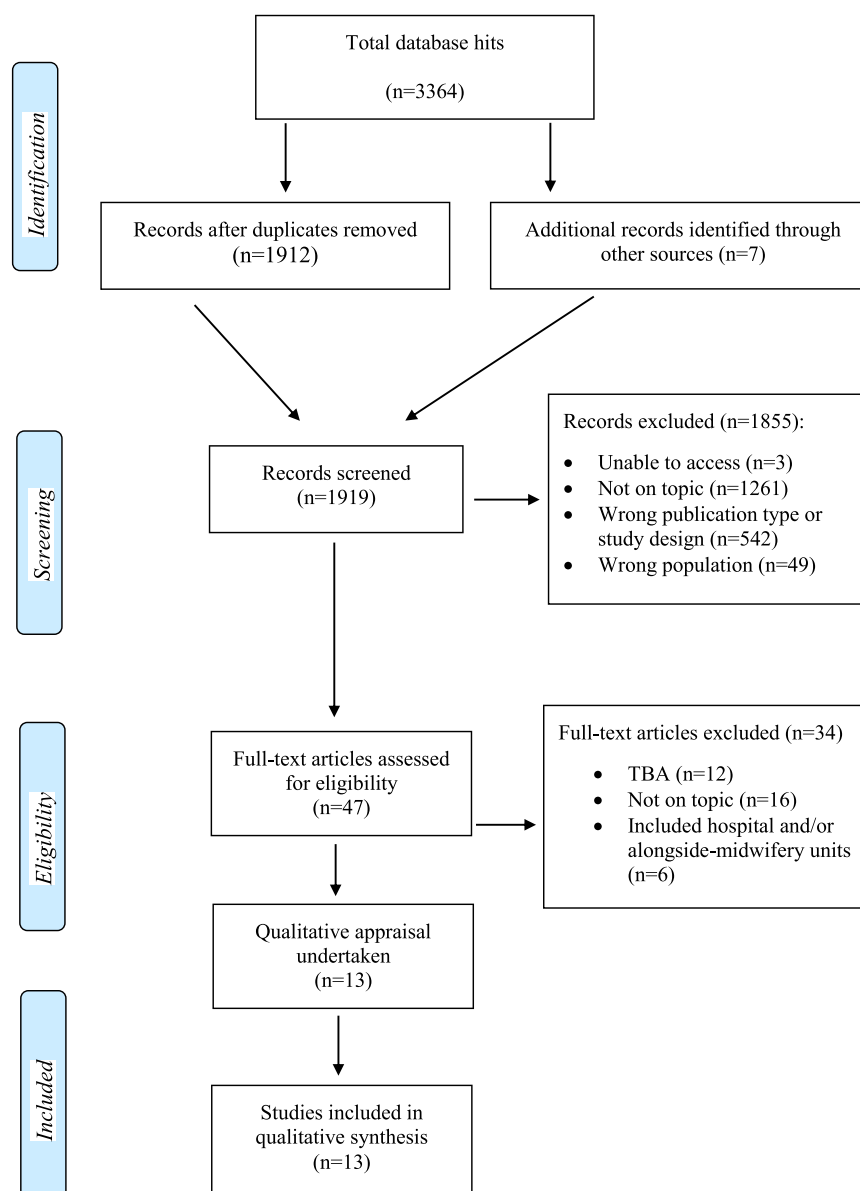 Total database hits
(n=3364)
Identification
Records after duplicates removed
(n=1912)
Additional records identified through
other sources (n=7)
Screening
Records screened
(n=1919)
Records excluded (n=1855):
• Unable to access (n=3)
• Not on topic (n=1261)
• Wrong publication type or
study design (n=542)
• Wrong population (n=49)
Eligibility
Full-text articles assessed
for eligibility
(n=47)
Full-text articles excluded (n=34)
• TBA (n=12)
• Not on topic (n=16)
• Included hospital and/or
alongside-midwifery units
(n=6)
Qualitative appraisal
undertaken
(n=13)
Included
Studies included in
qualitative synthesis
(n=13)